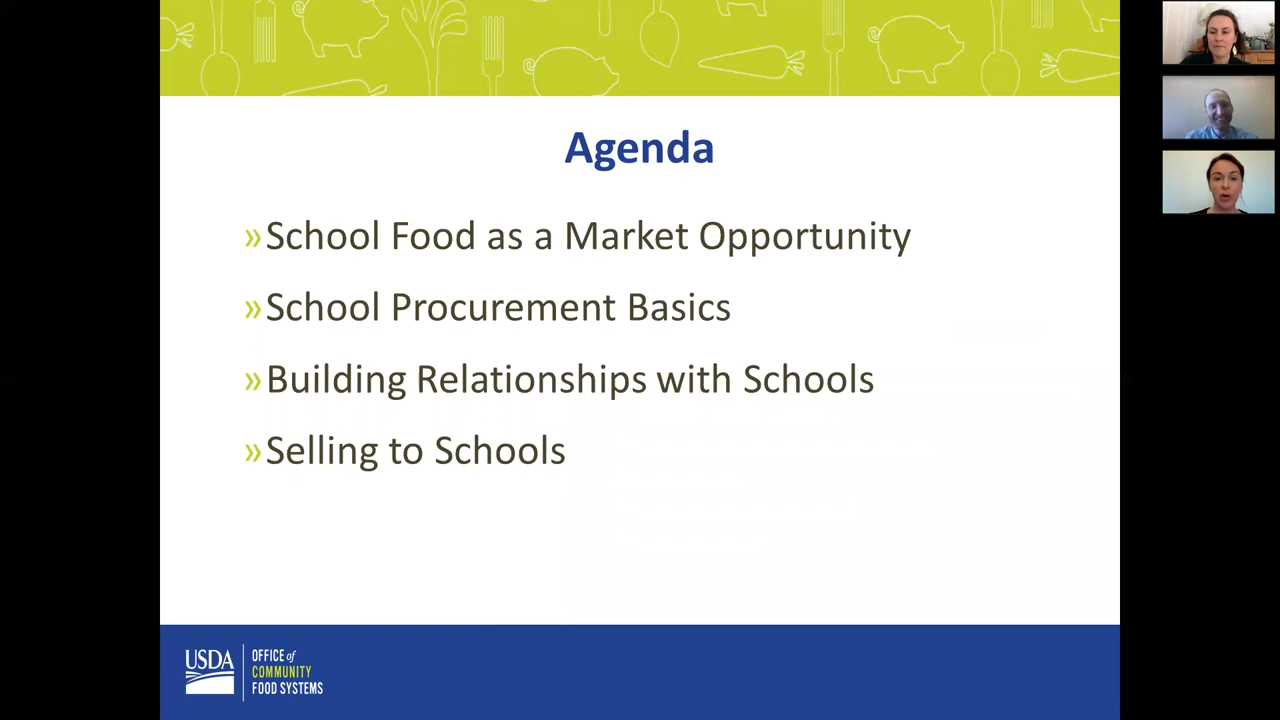 Agenda
»School Food as a Market Opportunity
»School Procurement Basics
»Building Relationships with Schools
»Selling to Schools
USDA
OFFICE of
COMMUNITY
FOOD SYSTEMS